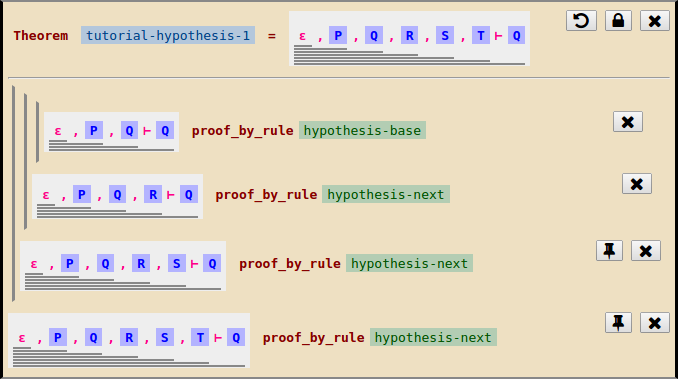 Theorem tutorial-hypothesis-1 = ε , P , Q , R , S , T ⊢ Q
ε , P , Q ⊢ Q proof_by_rule hypothesis-base
ε , P , Q , R ⊢ Q proof_by_rule hypothesis-next
ε , P , Q , R , S ⊢ Q proof_by_rule hypothesis-next
ε , P , Q , R , S , T ⊢ Q proof_by_rule hypothesis-next